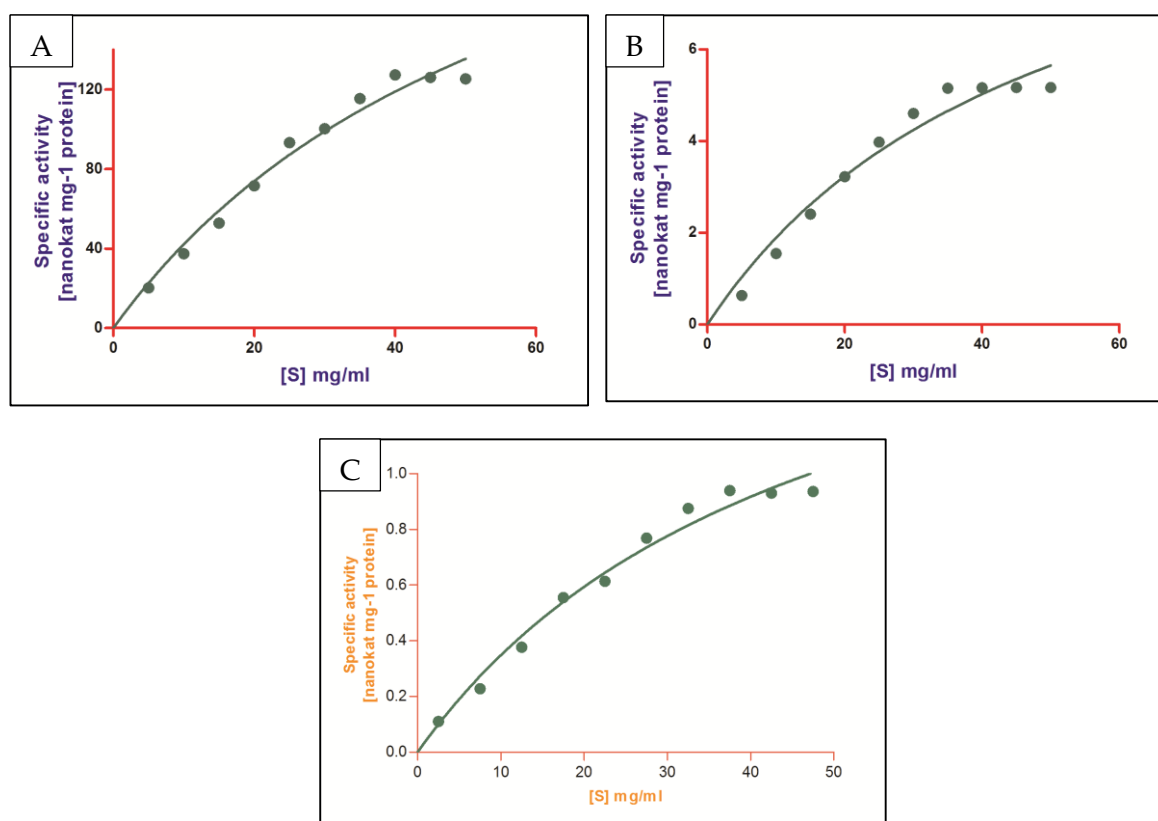 A
Specific activity
[nanokat mg-1 protein]
120
80
40
0
0 20 40 60
[S] mg/ml
B
Specific activity
[nanokat mg-1 protein]
6
4
2
0
0 20 40 60
[S] mg/ml
C
Specific activity
[nanokat mg-1 protein]
1.0
0.8
0.6
0.4
0.2
0.0
0 10 20 30 40 50
[S] mg/ml